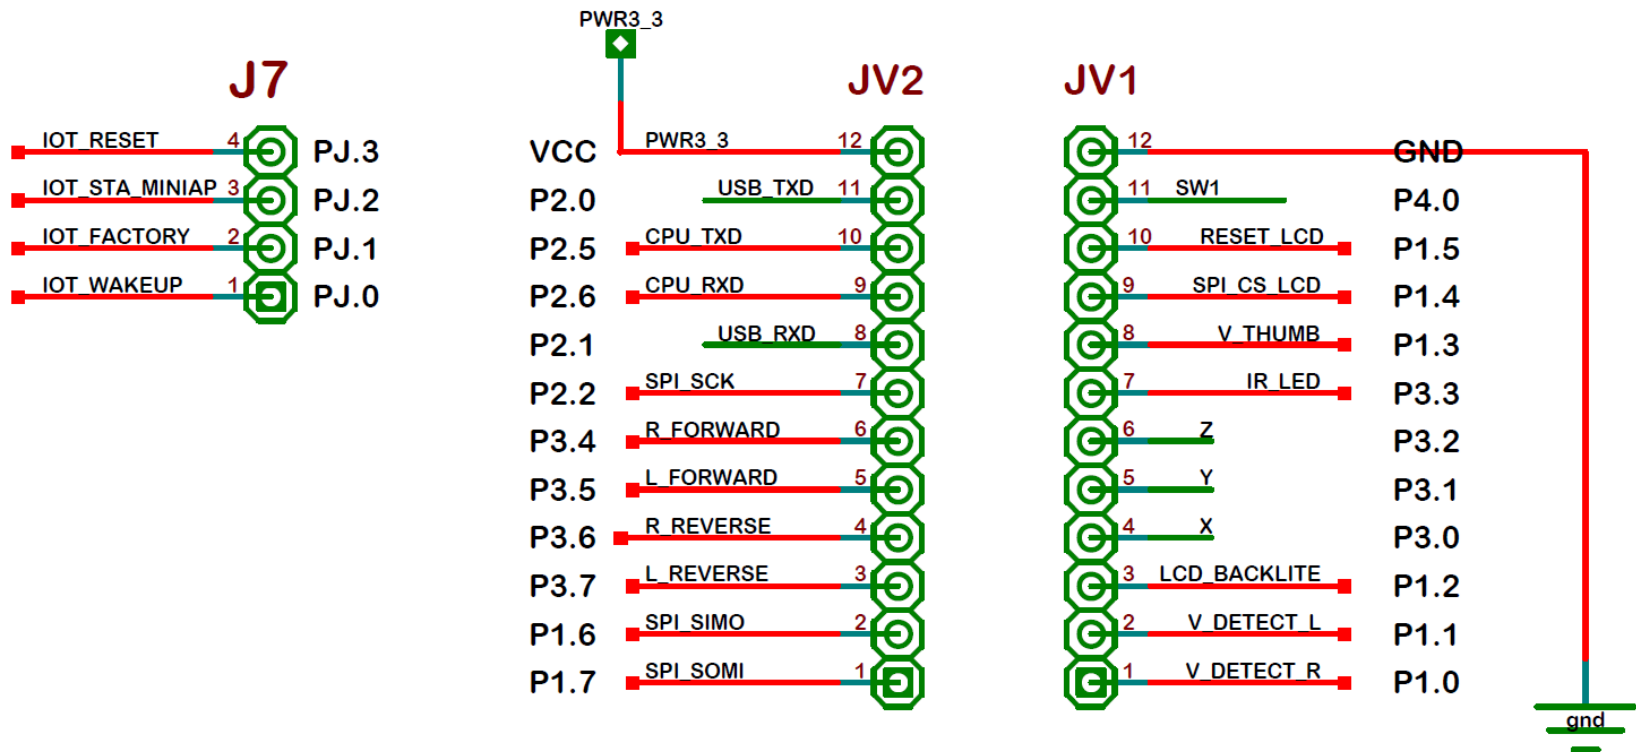 PWR3_3
J7
JV2
JV1
IOT_RESET 4 PJ.3
IOT_STA_MINIAP 3 PJ.2
IOT_FACTORY 2 PJ.1
IOT_WAKEUP 1 PJ.0
VCC PWR3_3 12
P2.0 USB_TXD 11
P2.5 CPU_TXD 10
P2.6 CPU_RXD 9
P2.1 USB_RXD 8
P2.2 SPI_SCK 7
P3.4 R_FORWARD 6
P3.5 L_FORWARD 5
P3.6 R_REVERSE 4
P3.7 L_REVERSE 3
P1.6 SPI_SIMO 2
P1.7 SPI_SOMI 1
12 GND
11 SW1 P4.0
10 RESET_LCD P1.5
9 SPI_CS_LCD P1.4
8 V_THUMB P1.3
7 IR_LED P3.3
6 Z P3.2
5 Y P3.1
4 X P3.0
3 LCD_BACKLITE P1.2
2 V_DETECT_L P1.1
1 V_DETECT_R P1.0
gnd